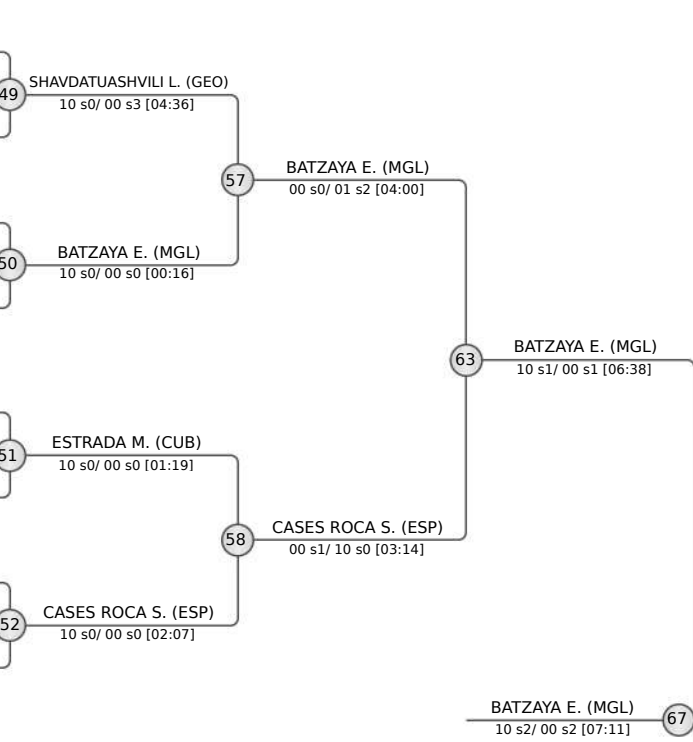 49
SHAVDATUASHVILI L. (GEO)
10 s0/ 00 s3 [04:36]
57
BATZAYA E. (MGL)
00 s0/ 01 s2 [04:00]
50
BATZAYA E. (MGL)
10 s0/ 00 s0 [00:16]
63
BATZAYA E. (MGL)
10 s1/ 00 s1 [06:38]
51
ESTRADA M. (CUB)
10 s0/ 00 s0 [01:19]
58
CASES ROCA S. (ESP)
00 s1/ 10 s0 [03:14]
52
CASES ROCA S. (ESP)
10 s0/ 00 s0 [02:07]
BATZAYA E. (MGL)
10 s2/ 00 s2 [07:11]
67